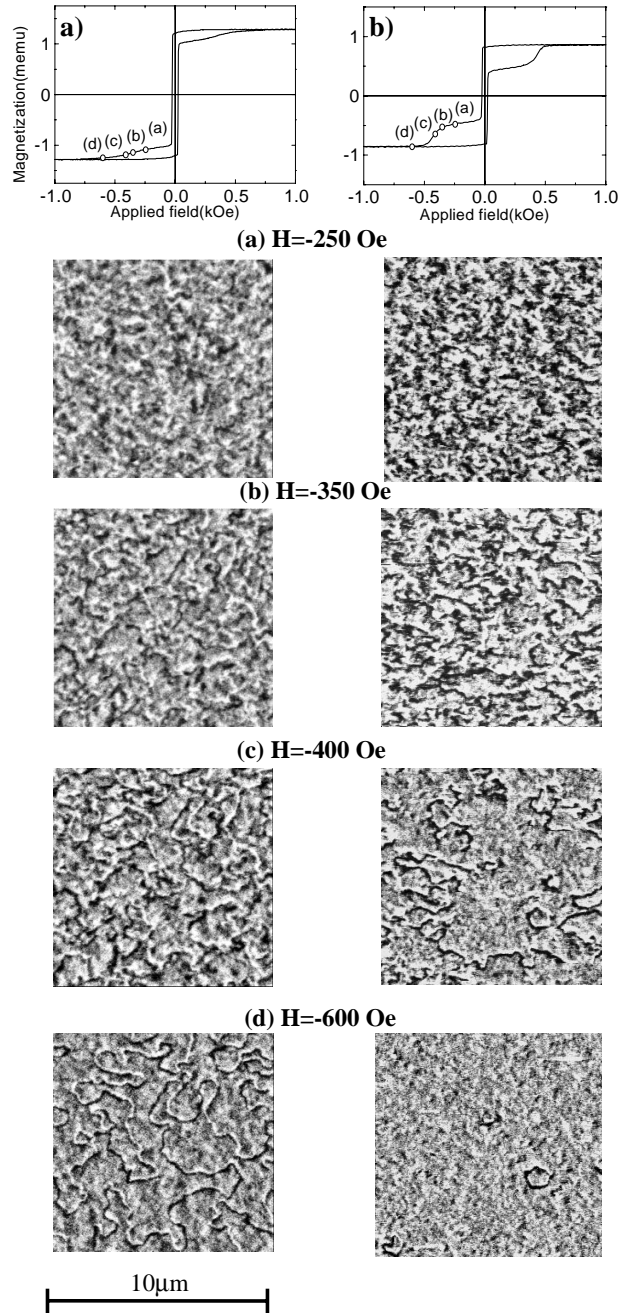 a)
b)
Magnetization(memu)
1
0
-1
(d) (c) (b) (a)
-1.0 -0.5 0.0 0.5 1.0
Applied field(kOe)
1
0
-1
(d) (c) (b) (a)
-1.0 -0.5 0.0 0.5 1.0
Applied field(kOe)
(a) H=-250 Oe
(b) H=-350 Oe
(c) H=-400 Oe
(d) H=-600 Oe
10μm